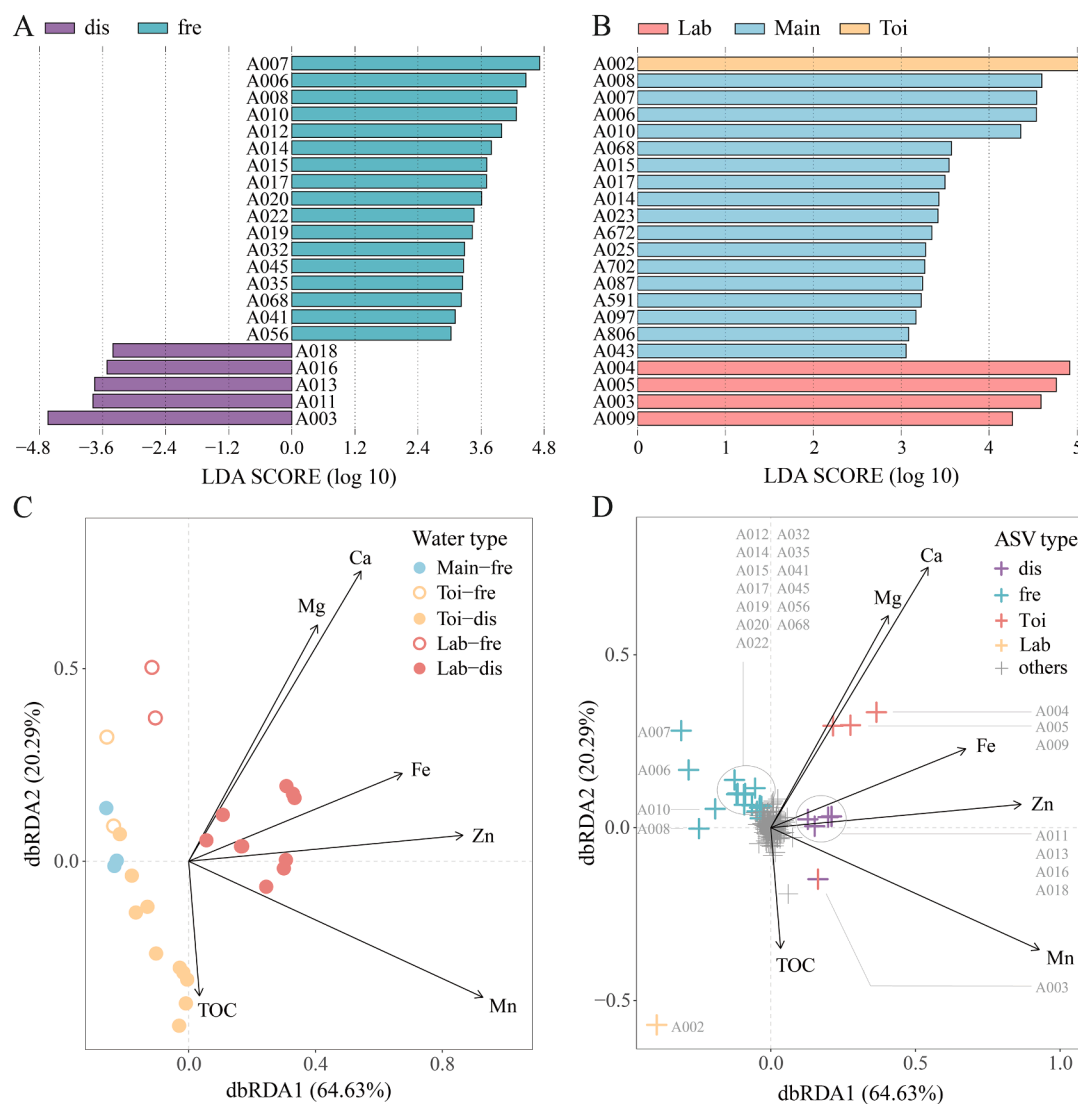 A
dis
fre
A007
A006
A008
A010
A012
A014
A015
A017
A020
A022
A019
A032
A045
A035
A068
A041
A056
A018
A016
A013
A011
A003
−4.8 −3.6 −2.4 −1.2 0.0 1.2 2.4 3.6 4.8
LDA SCORE (log 10)
B
Lab
Main
Toi
A002
A008
A007
A006
A010
A068
A015
A017
A014
A023
A672
A025
A702
A087
A591
A097
A806
A043
A004
A005
A003
A009
0 1 2 3 4 5
LDA SCORE (log 10)
C
Water type
Main−fre
Toi−fre
Toi−dis
Lab−fre
Lab−dis
Ca
Mg
Fe
Zn
Mn
TOC
0.5
0.0
dbRDA2 (20.29%)
0.0 0.4 0.8
dbRDA1 (64.63%)
D
A012 A032
A014 A035
A015 A041
A017 A045
A019 A056
A020 A068
A022
ASV type
dis
fre
Toi
Lab
others
Ca
Mg
A004
A005
A009
A007
Fe
A006
Zn
A010
A008
A011
A013
A016
A018
Mn
TOC
A003
A002
0.5
0.0
−0.5
dbRDA2 (20.29%)
0.0 0.5 1.0
dbRDA1 (64.63%)